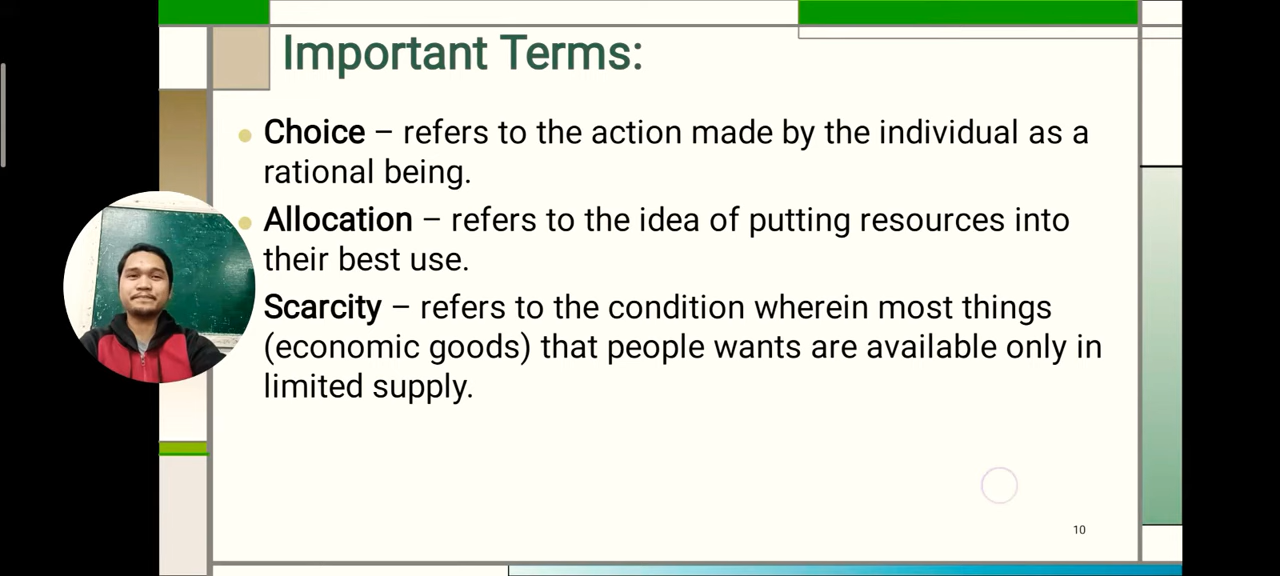 Important Terms:
Choice – refers to the action made by the individual as a
rational being.
Allocation – refers to the idea of putting resources into
their best use.
Scarcity – refers to the condition wherein most things
(economic goods) that people wants are available only in
limited supply.
10